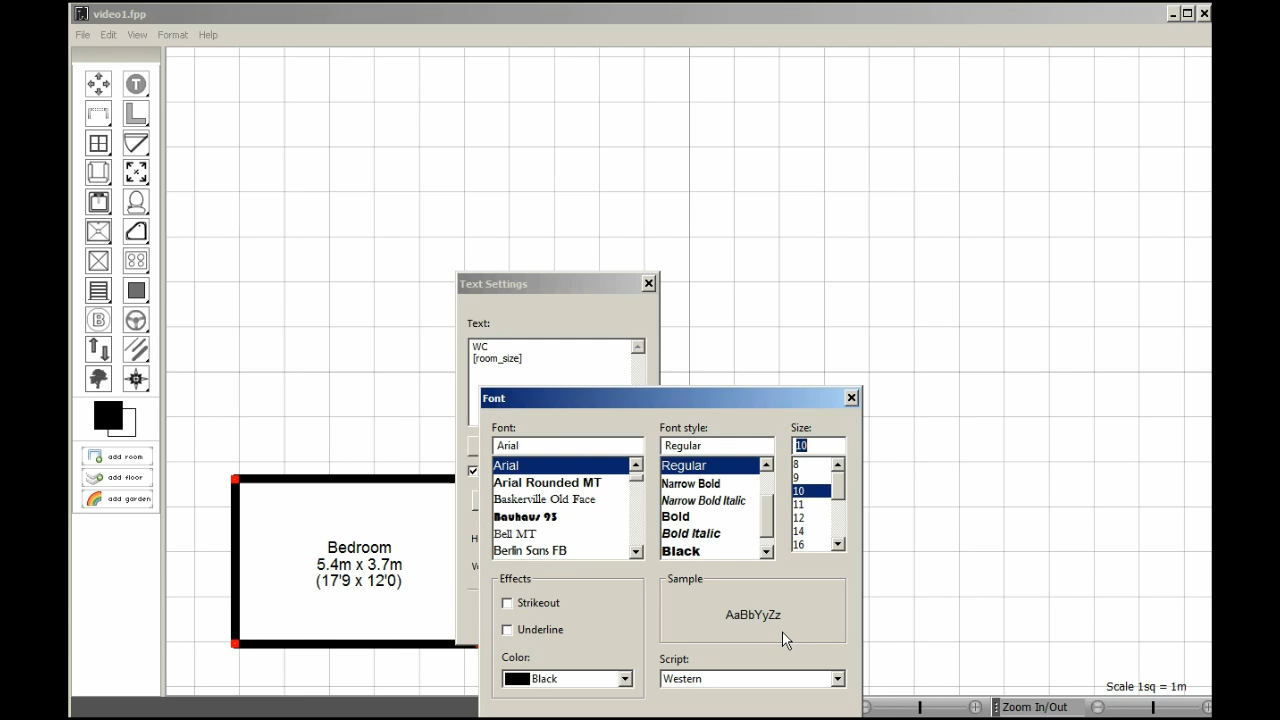 video1.fpp
File Edit View Format Help
T
B
add room
add floor
add garden
Bedroom
5.4m x 3.7m
(17'9 x 12'0)
Text Settings
Text:
WC
[room_size]
Font
Font:
Arial
Arial
Arial Rounded MT
Baskerville Old Face
Bauhaus 93
Bell MT
Berlin Sans FB
Font style:
Regular
Regular
Narrow Bold
Narrow Bold Italic
Bold
Bold Italic
Black
Size:
10
8
9
10
11
12
14
16
Effects
Strikeout
Underline
Color:
Black
Sample
AaBbYyZz
Script:
Western
Scale 1sq = 1m
Zoom In/Out